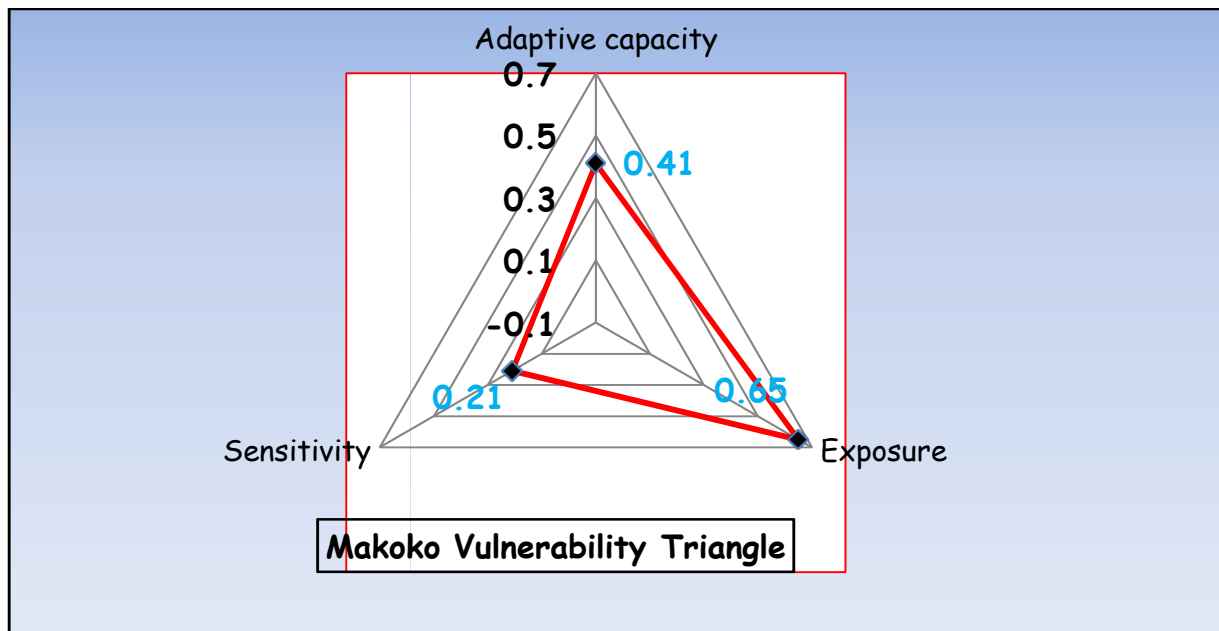 Adaptive capacity
0.7
0.5
0.41
0.3
0.1
-0.1
0.65
0.21
Sensitivity
Exposure
Makoko Vulnerability Triangle